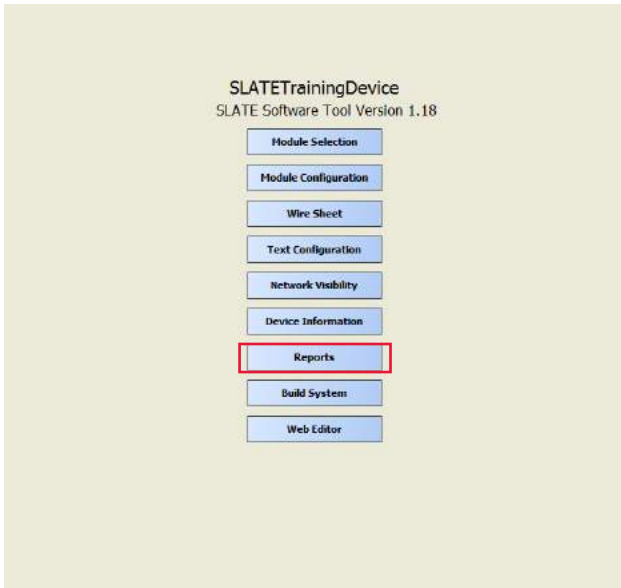 SLATETrainingDevice
SLATE Software Tool Version 1.18
Module Selection
Module Configuration
Wire Sheet
Text Configuration
Network Visibility
Device Information
Reports
Build System
Web Editor